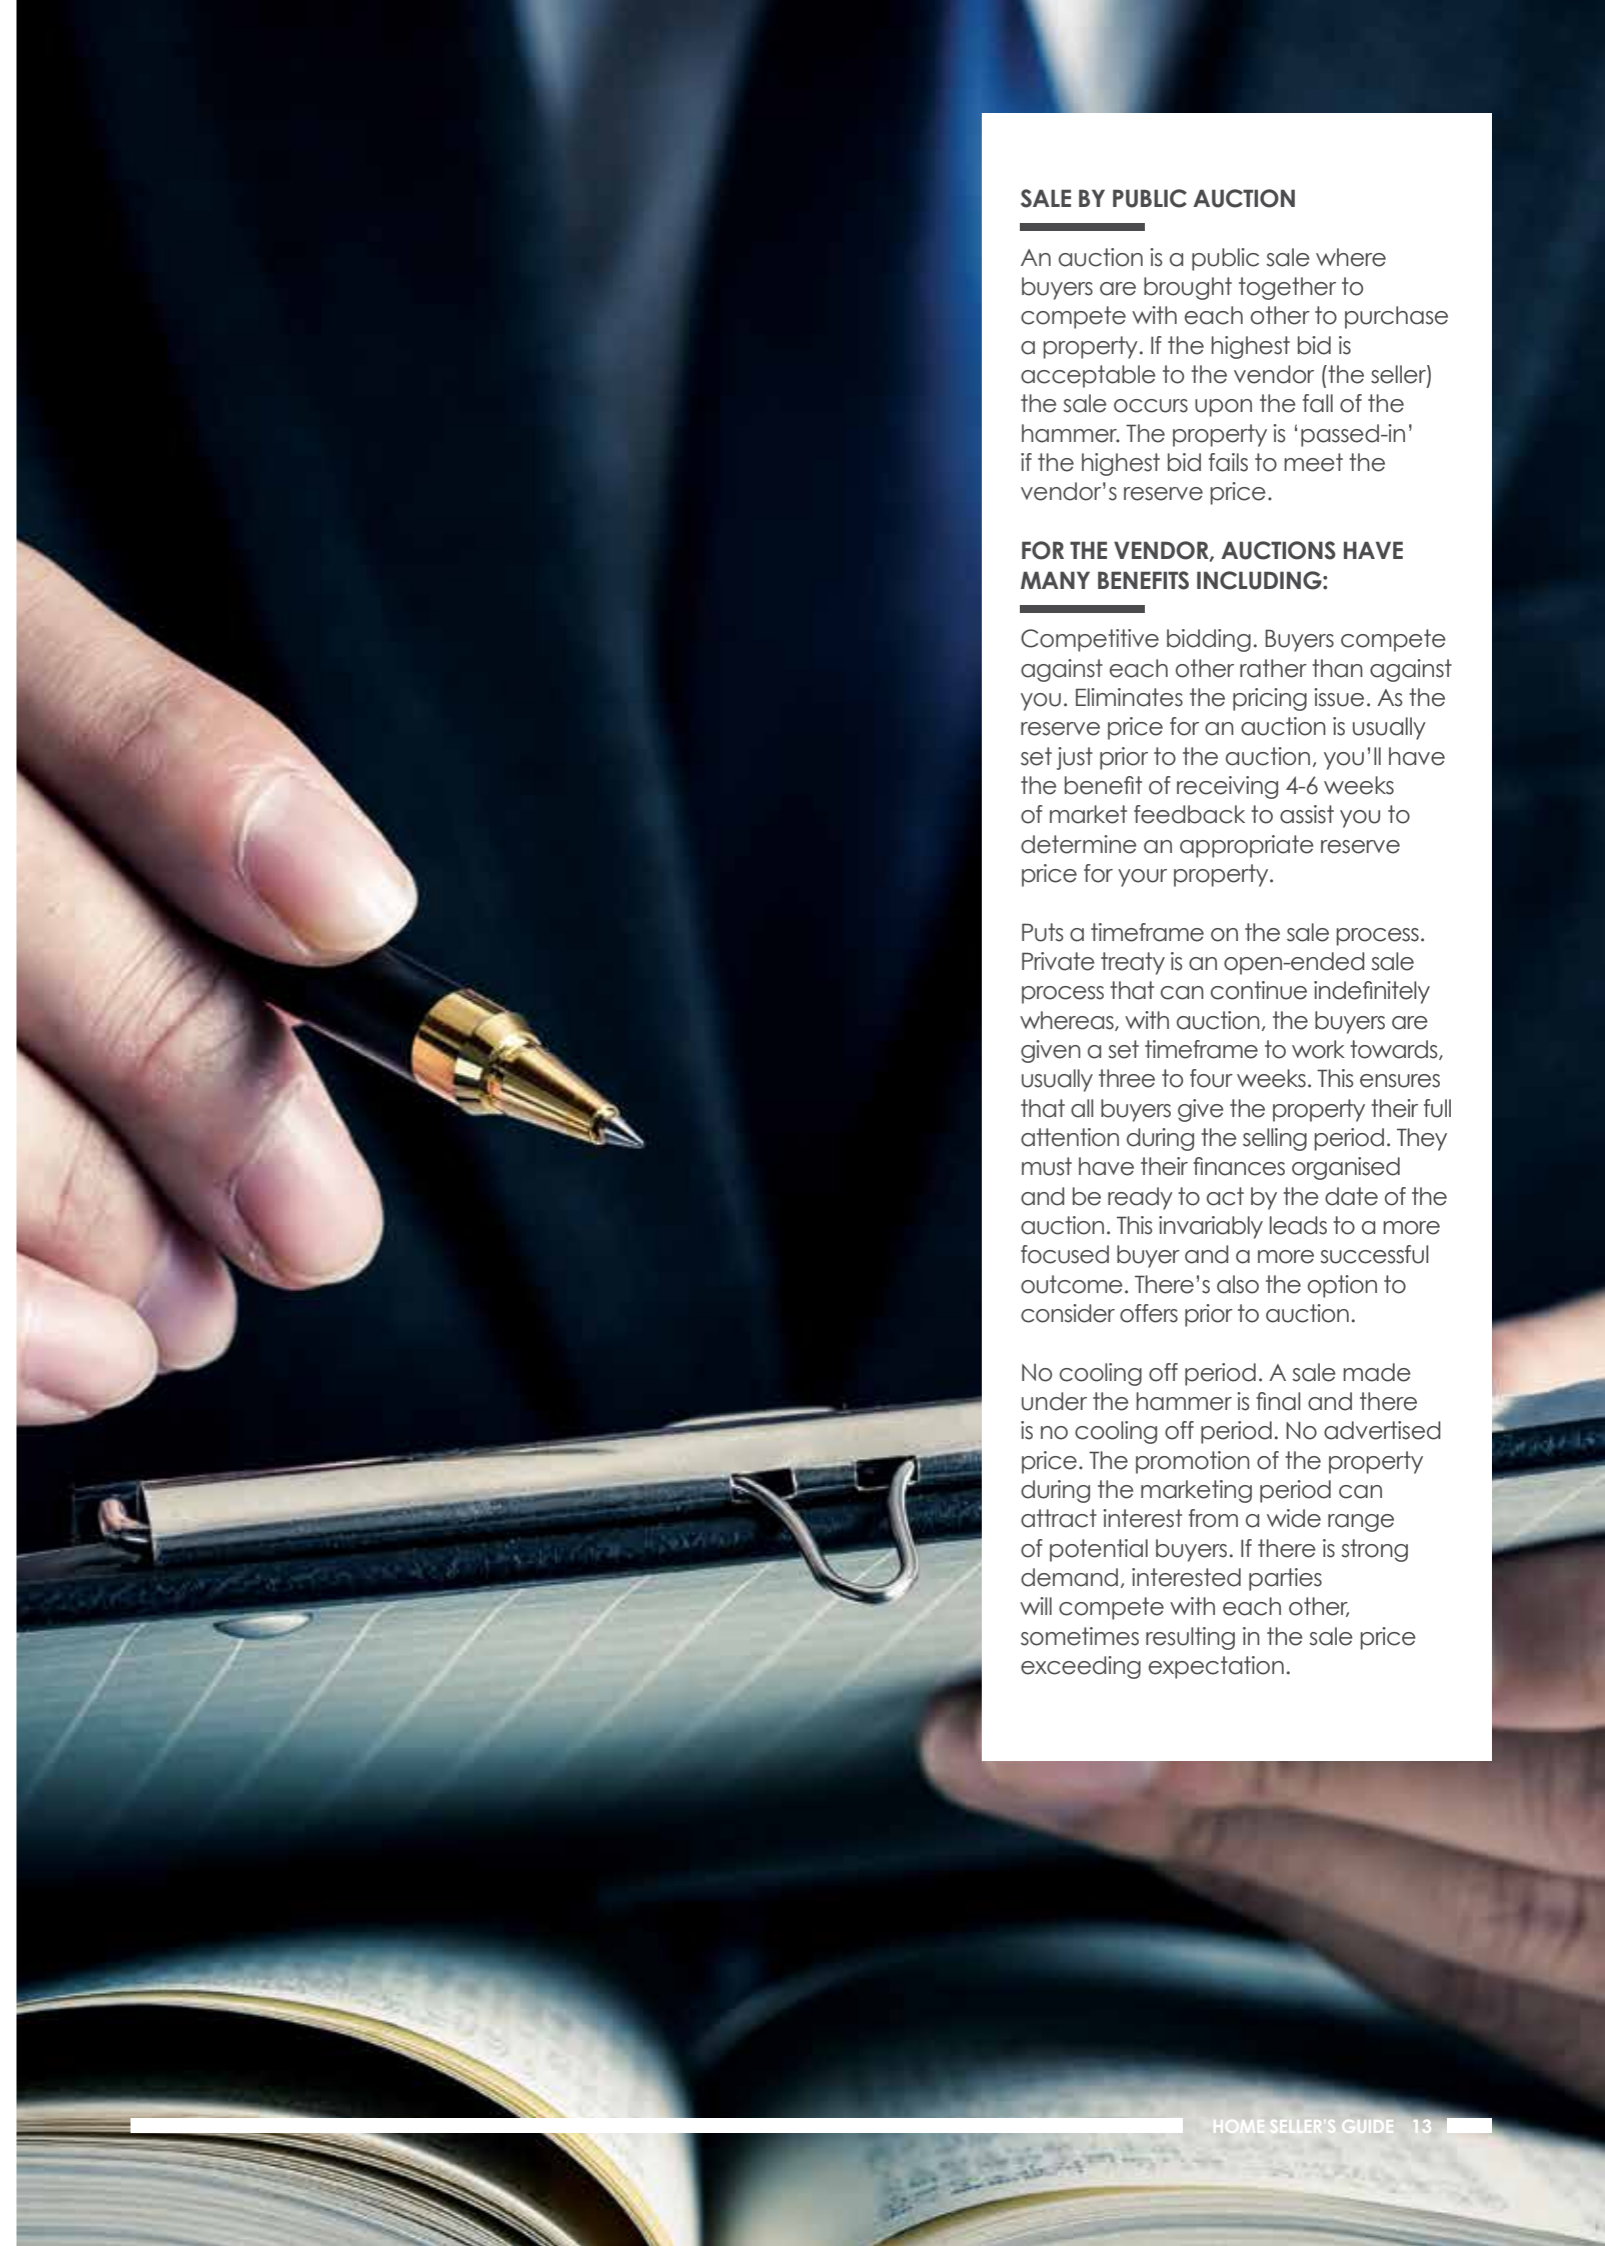 SALE BY PUBLIC AUCTION
An auction is a public sale where
buyers are brought together to
compete with each other to purchase
a property. If the highest bid is
acceptable to the vendor (the seller)
the sale occurs upon the fall of the
hammer. The property is ‘passed-in’
if the highest bid fails to meet the
vendor’s reserve price.
FOR THE VENDOR, AUCTIONS HAVE
MANY BENEFITS INCLUDING:
Competitive bidding. Buyers compete
against each other rather than against
you. Eliminates the pricing issue. As the
reserve price for an auction is usually
set just prior to the auction, you’ll have
the benefit of receiving 4-6 weeks
of market feedback to assist you to
determine an appropriate reserve
price for your property.
Puts a timeframe on the sale process.
Private treaty is an open-ended sale
process that can continue indefinitely
whereas, with auction, the buyers are
given a set timeframe to work towards,
usually three to four weeks. This ensures
that all buyers give the property their full
attention during the selling period. They
must have their finances organised
and be ready to act by the date of the
auction. This invariably leads to a more
focused buyer and a more successful
outcome. There’s also the option to
consider offers prior to auction.
No cooling off period. A sale made
under the hammer is final and there
is no cooling off period. No advertised
price. The promotion of the property
during the marketing period can
attract interest from a wide range
of potential buyers. If there is strong
demand, interested parties
will compete with each other,
sometimes resulting in the sale price
exceeding expectation.
HOME SELLER’S GUIDE 13